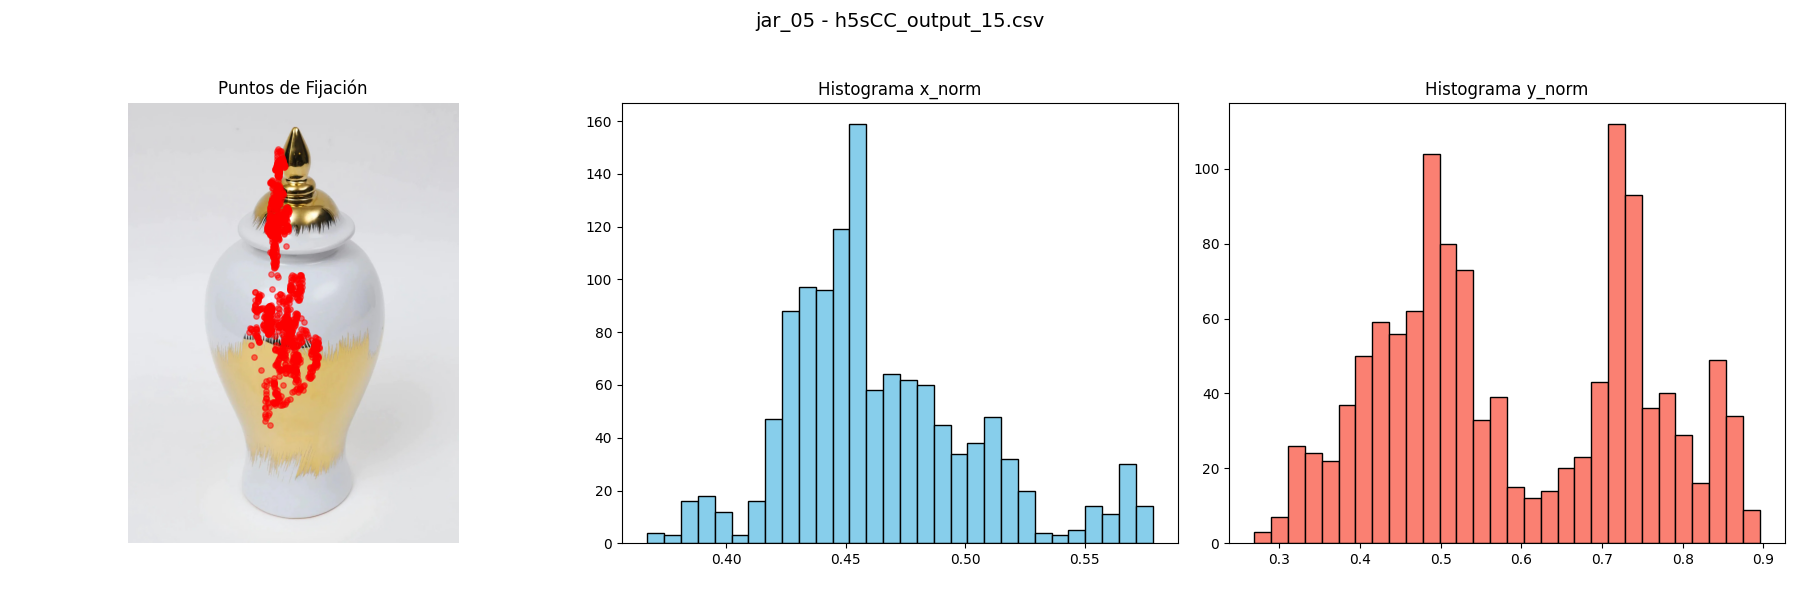 jar_05 - h5sCC_output_15.csv
Puntos de Fijación
Histograma x_norm
160
140
120
100
80
60
40
20
0
0.40 0.45 0.50 0.55
Histograma y_norm
100
80
60
40
20
0
0.3 0.4 0.5 0.6 0.7 0.8 0.9